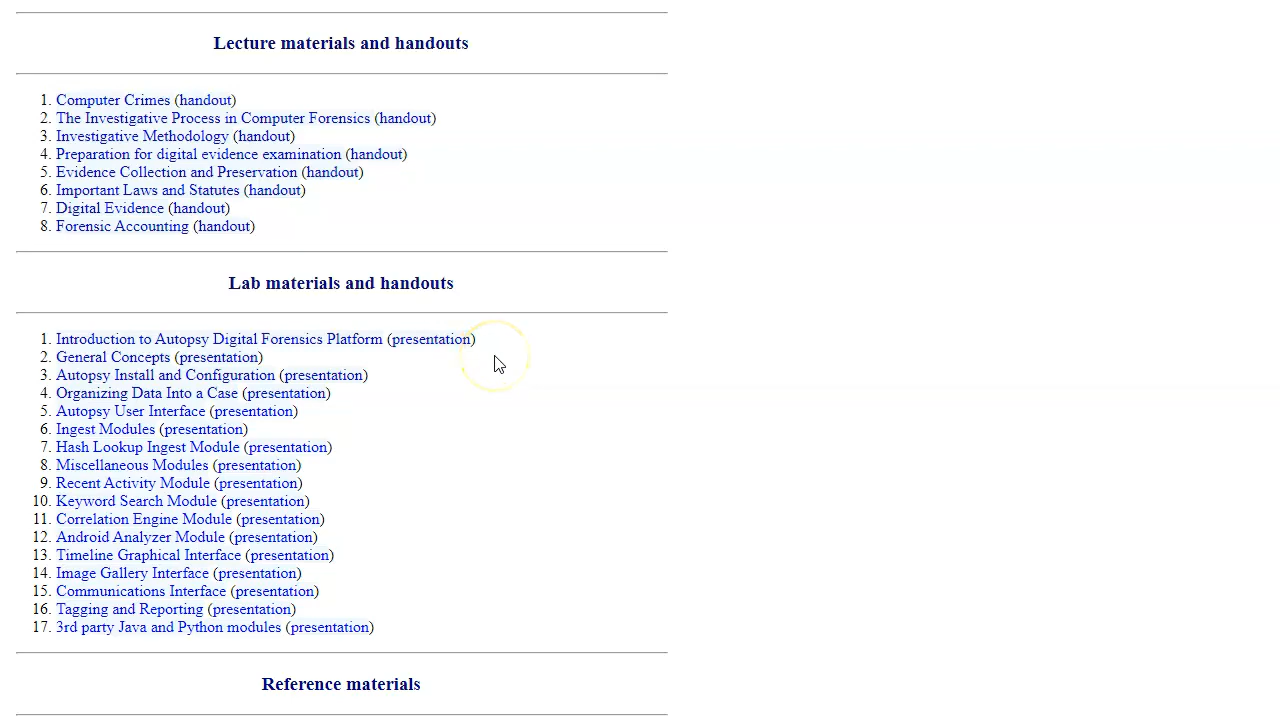 Lecture materials and handouts
1. Computer Crimes (handout)
2. The Investigative Process in Computer Forensics (handout)
3. Investigative Methodology (handout)
4. Preparation for digital evidence examination (handout)
5. Evidence Collection and Preservation (handout)
6. Important Laws and Statutes (handout)
7. Digital Evidence (handout)
8. Forensic Accounting (handout)
Lab materials and handouts
1. Introduction to Autopsy Digital Forensics Platform (presentation)
2. General Concepts (presentation)
3. Autopsy Install and Configuration (presentation)
4. Organizing Data Into a Case (presentation)
5. Autopsy User Interface (presentation)
6. Ingest Modules (presentation)
7. Hash Lookup Ingest Module (presentation)
8. Miscellaneous Modules (presentation)
9. Recent Activity Module (presentation)
10. Keyword Search Module (presentation)
11. Correlation Engine Module (presentation)
12. Android Analyzer Module (presentation)
13. Timeline Graphical Interface (presentation)
14. Image Gallery Interface (presentation)
15. Communications Interface (presentation)
16. Tagging and Reporting (presentation)
17. 3rd party Java and Python modules (presentation)
Reference materials